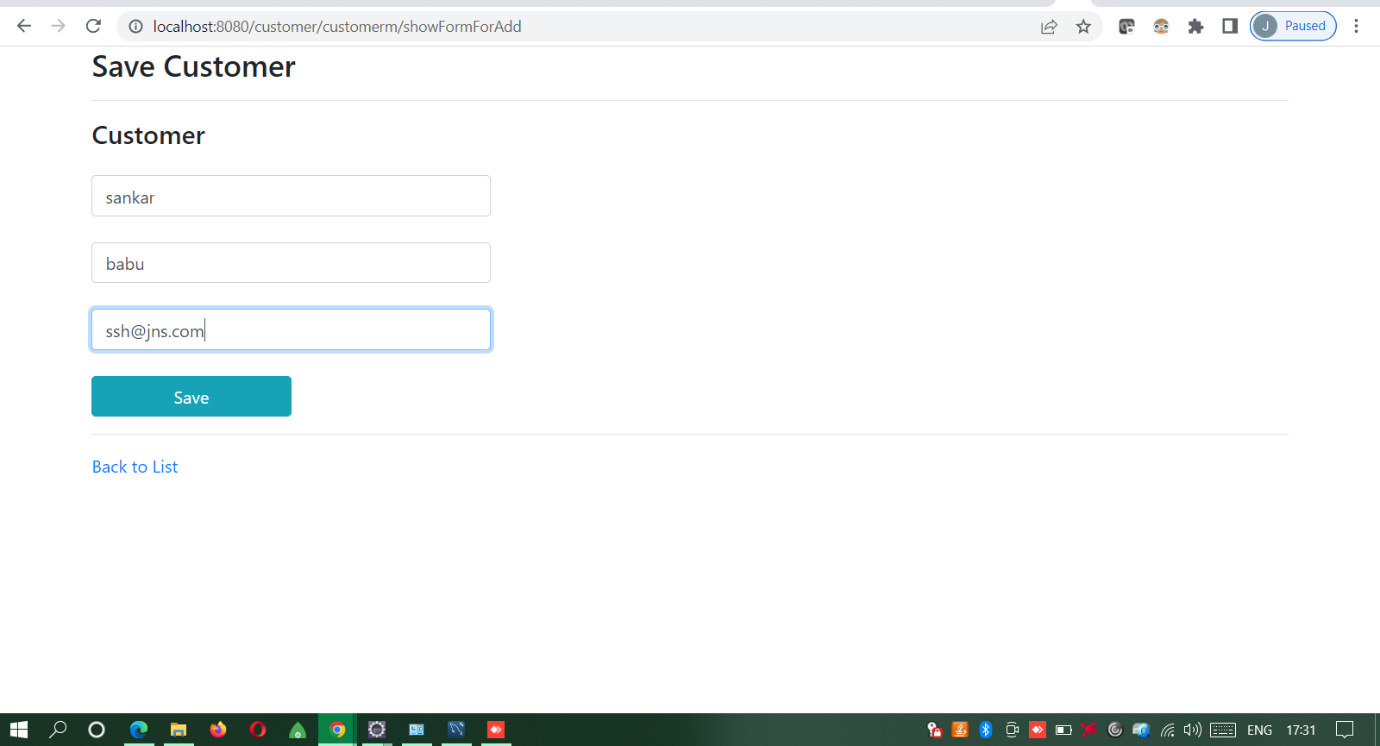 localhost:8080/customer/customerm/showFormForAdd
J Paused
Save Customer
Customer
sankar
babu
ssh@jns.com
Save
Back to List
ENG 17:31